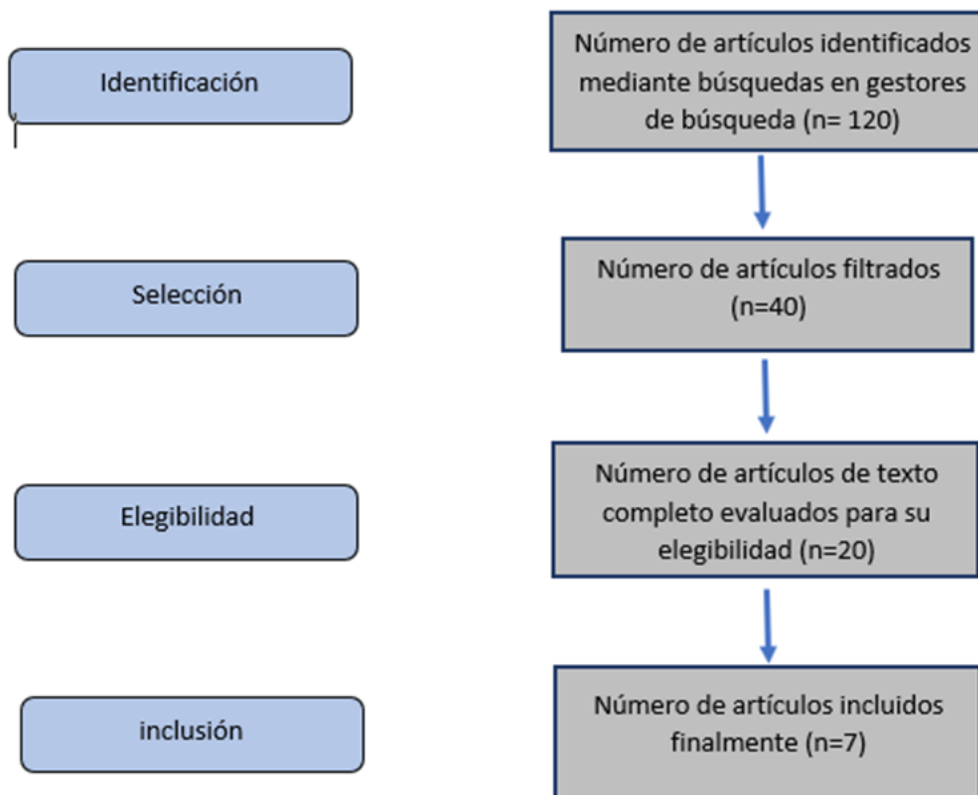 Identificación
Número de artículos identificados
mediante búsquedas en gestores
de búsqueda (n= 120)
Selección
Número de artículos filtrados
(n=40)
Elegibilidad
Número de artículos de texto
completo evaluados para su
elegibilidad (n=20)
inclusión
Número de artículos incluidos
finalmente (n=7)